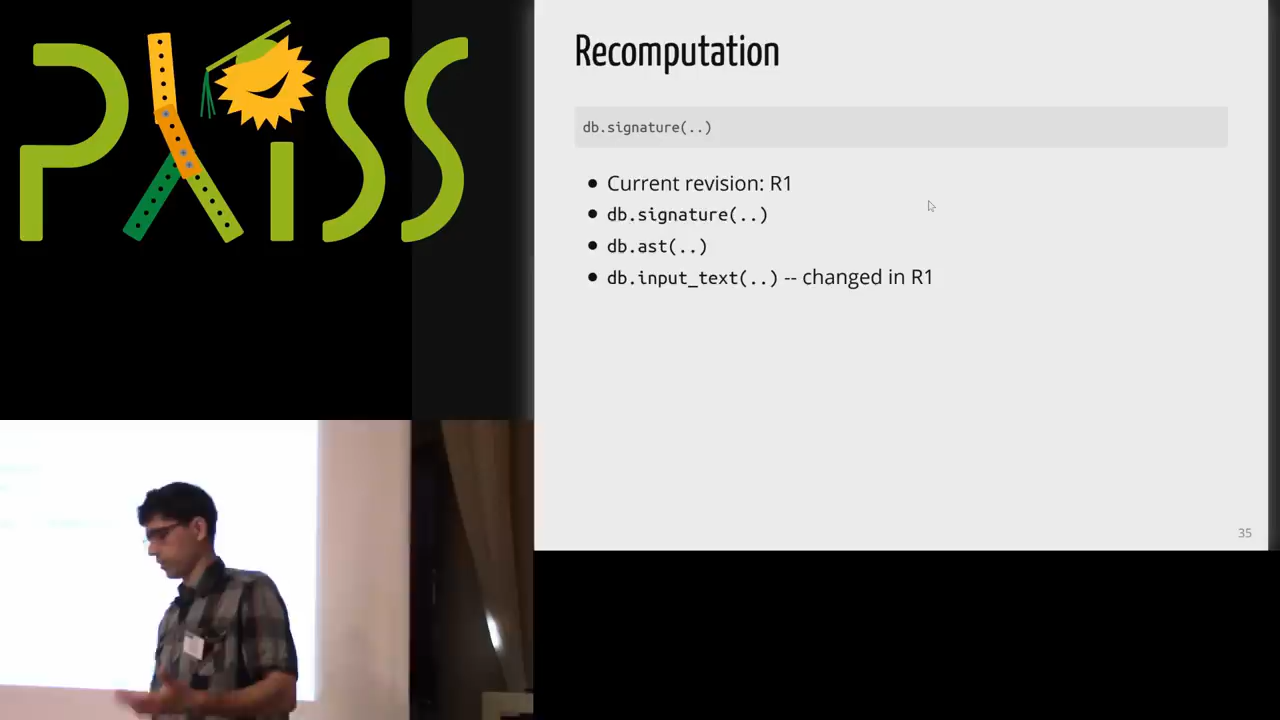 PLISS
Recomputation
db.signature(..)
Current revision: R1
db.signature(..)
db.ast(..)
db.input_text(..) -- changed in R1
35